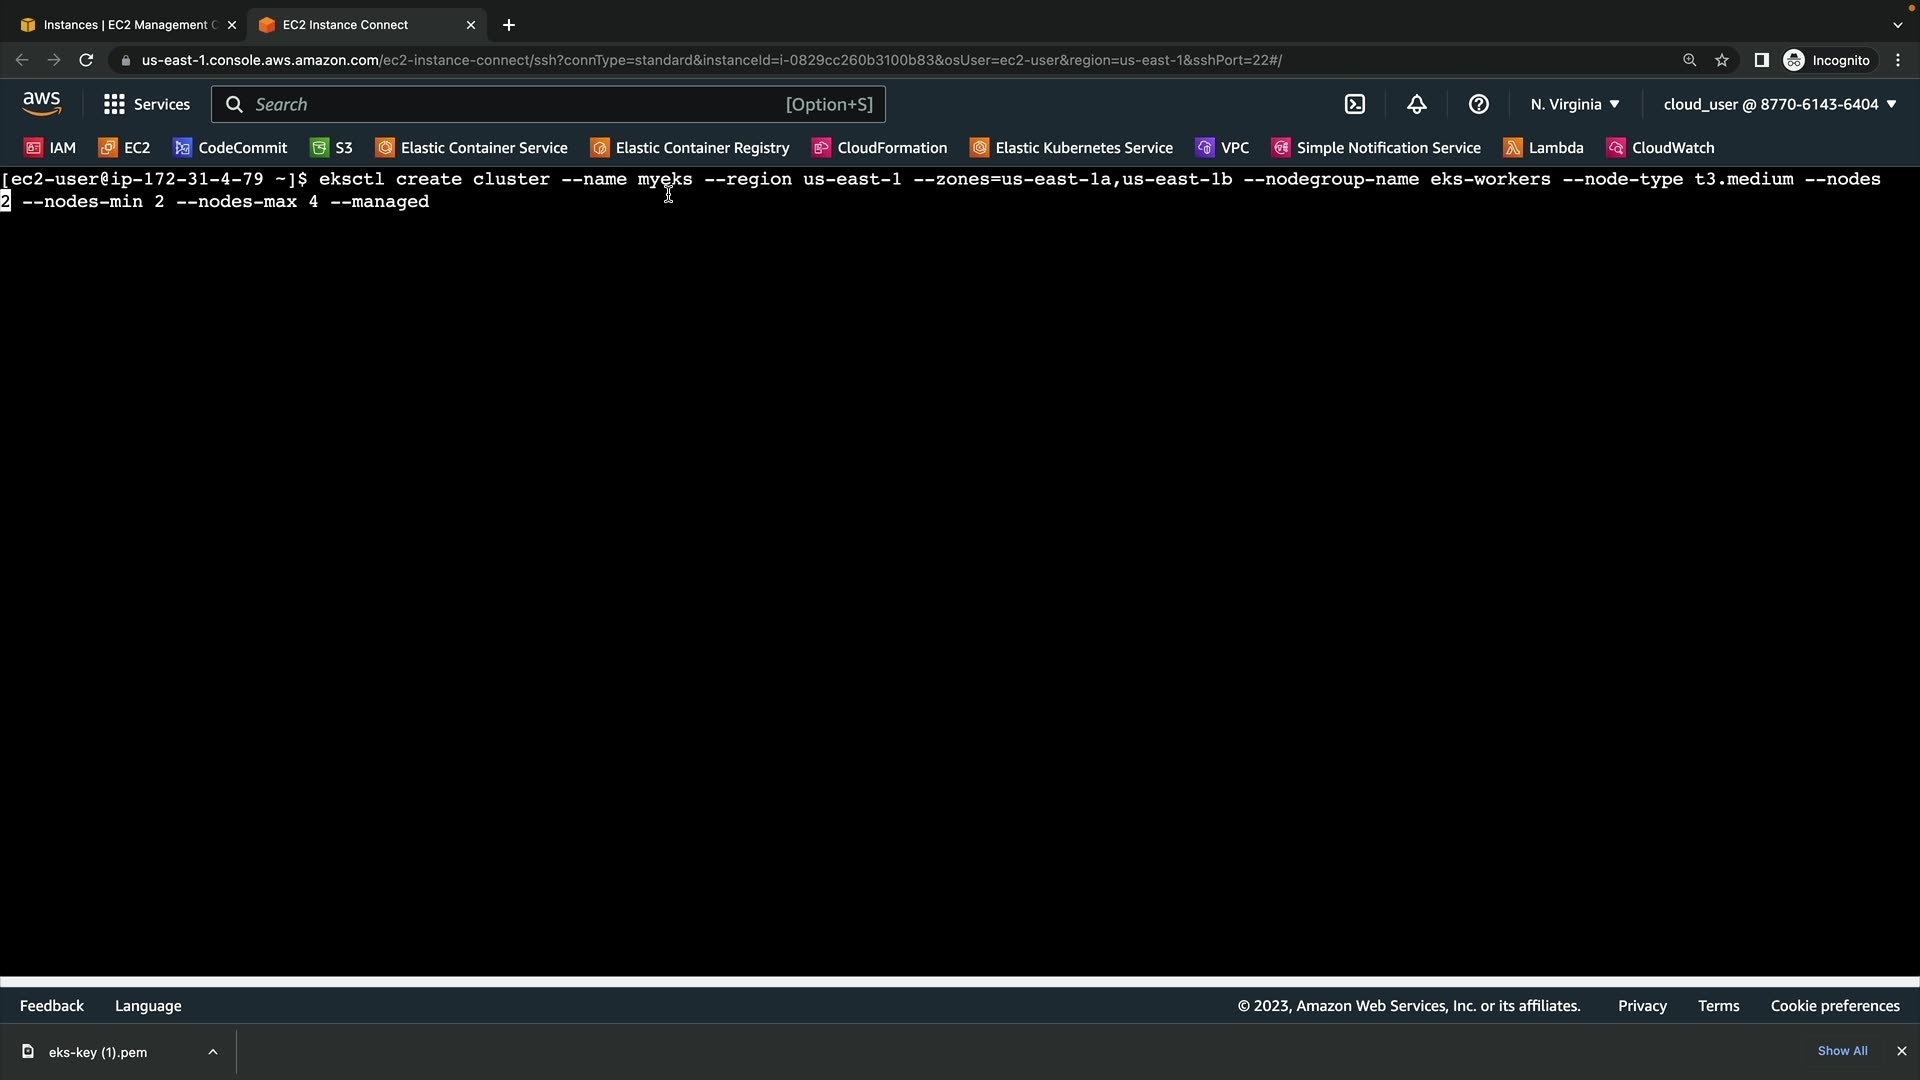 Instances | EC2 Management C
EC2 Instance Connect
us-east-1.console.aws.amazon.com/ec2-instance-connect/ssh?connType=standard&instanceId=i-0829cc260b3100b83&osUser=ec2-user&region=us-east-1&sshPort=22#/
Incognito
aws
Services
Search
[Option+S]
N. Virginia
cloud_user @ 8770-6143-6404
IAM
EC2
CodeCommit
S3
Elastic Container Service
Elastic Container Registry
CloudFormation
Elastic Kubernetes Service
VPC
Simple Notification Service
Lambda
CloudWatch
[ec2-user@ip-172-31-4-79 ~]$ eksctl create cluster --name myeks --region us-east-1 --zones=us-east-1a,us-east-1b --nodegroup-name eks-workers --node-type t3.medium --nodes
2 --nodes-min 2 --nodes-max 4 --managed
Feedback
Language
© 2023, Amazon Web Services, Inc. or its affiliates.
Privacy
Terms
Cookie preferences
eks-key (1).pem
Show All